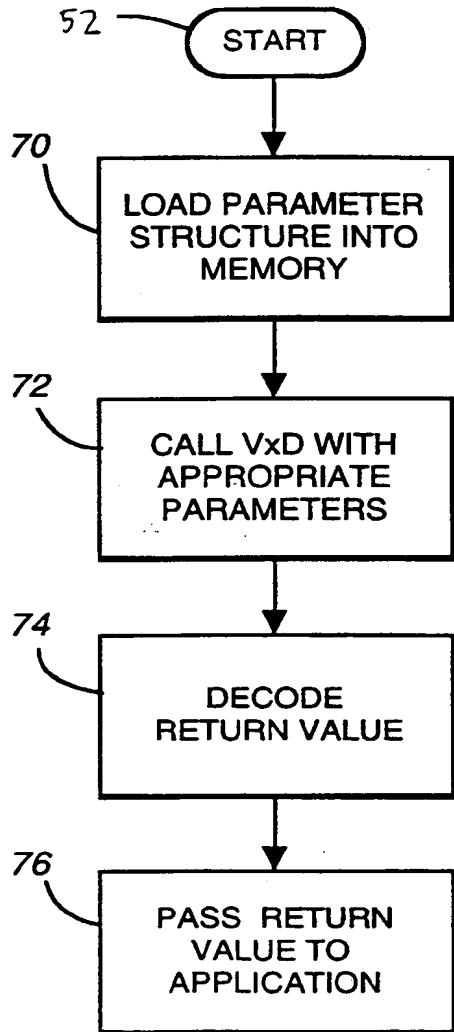 52
START
70
LOAD PARAMETER
STRUCTURE INTO
MEMORY
72
CALL VxD WITH
APPROPRIATE
PARAMETERS
74
DECODE
RETURN VALUE
76
PASS RETURN
VALUE TO
APPLICATION